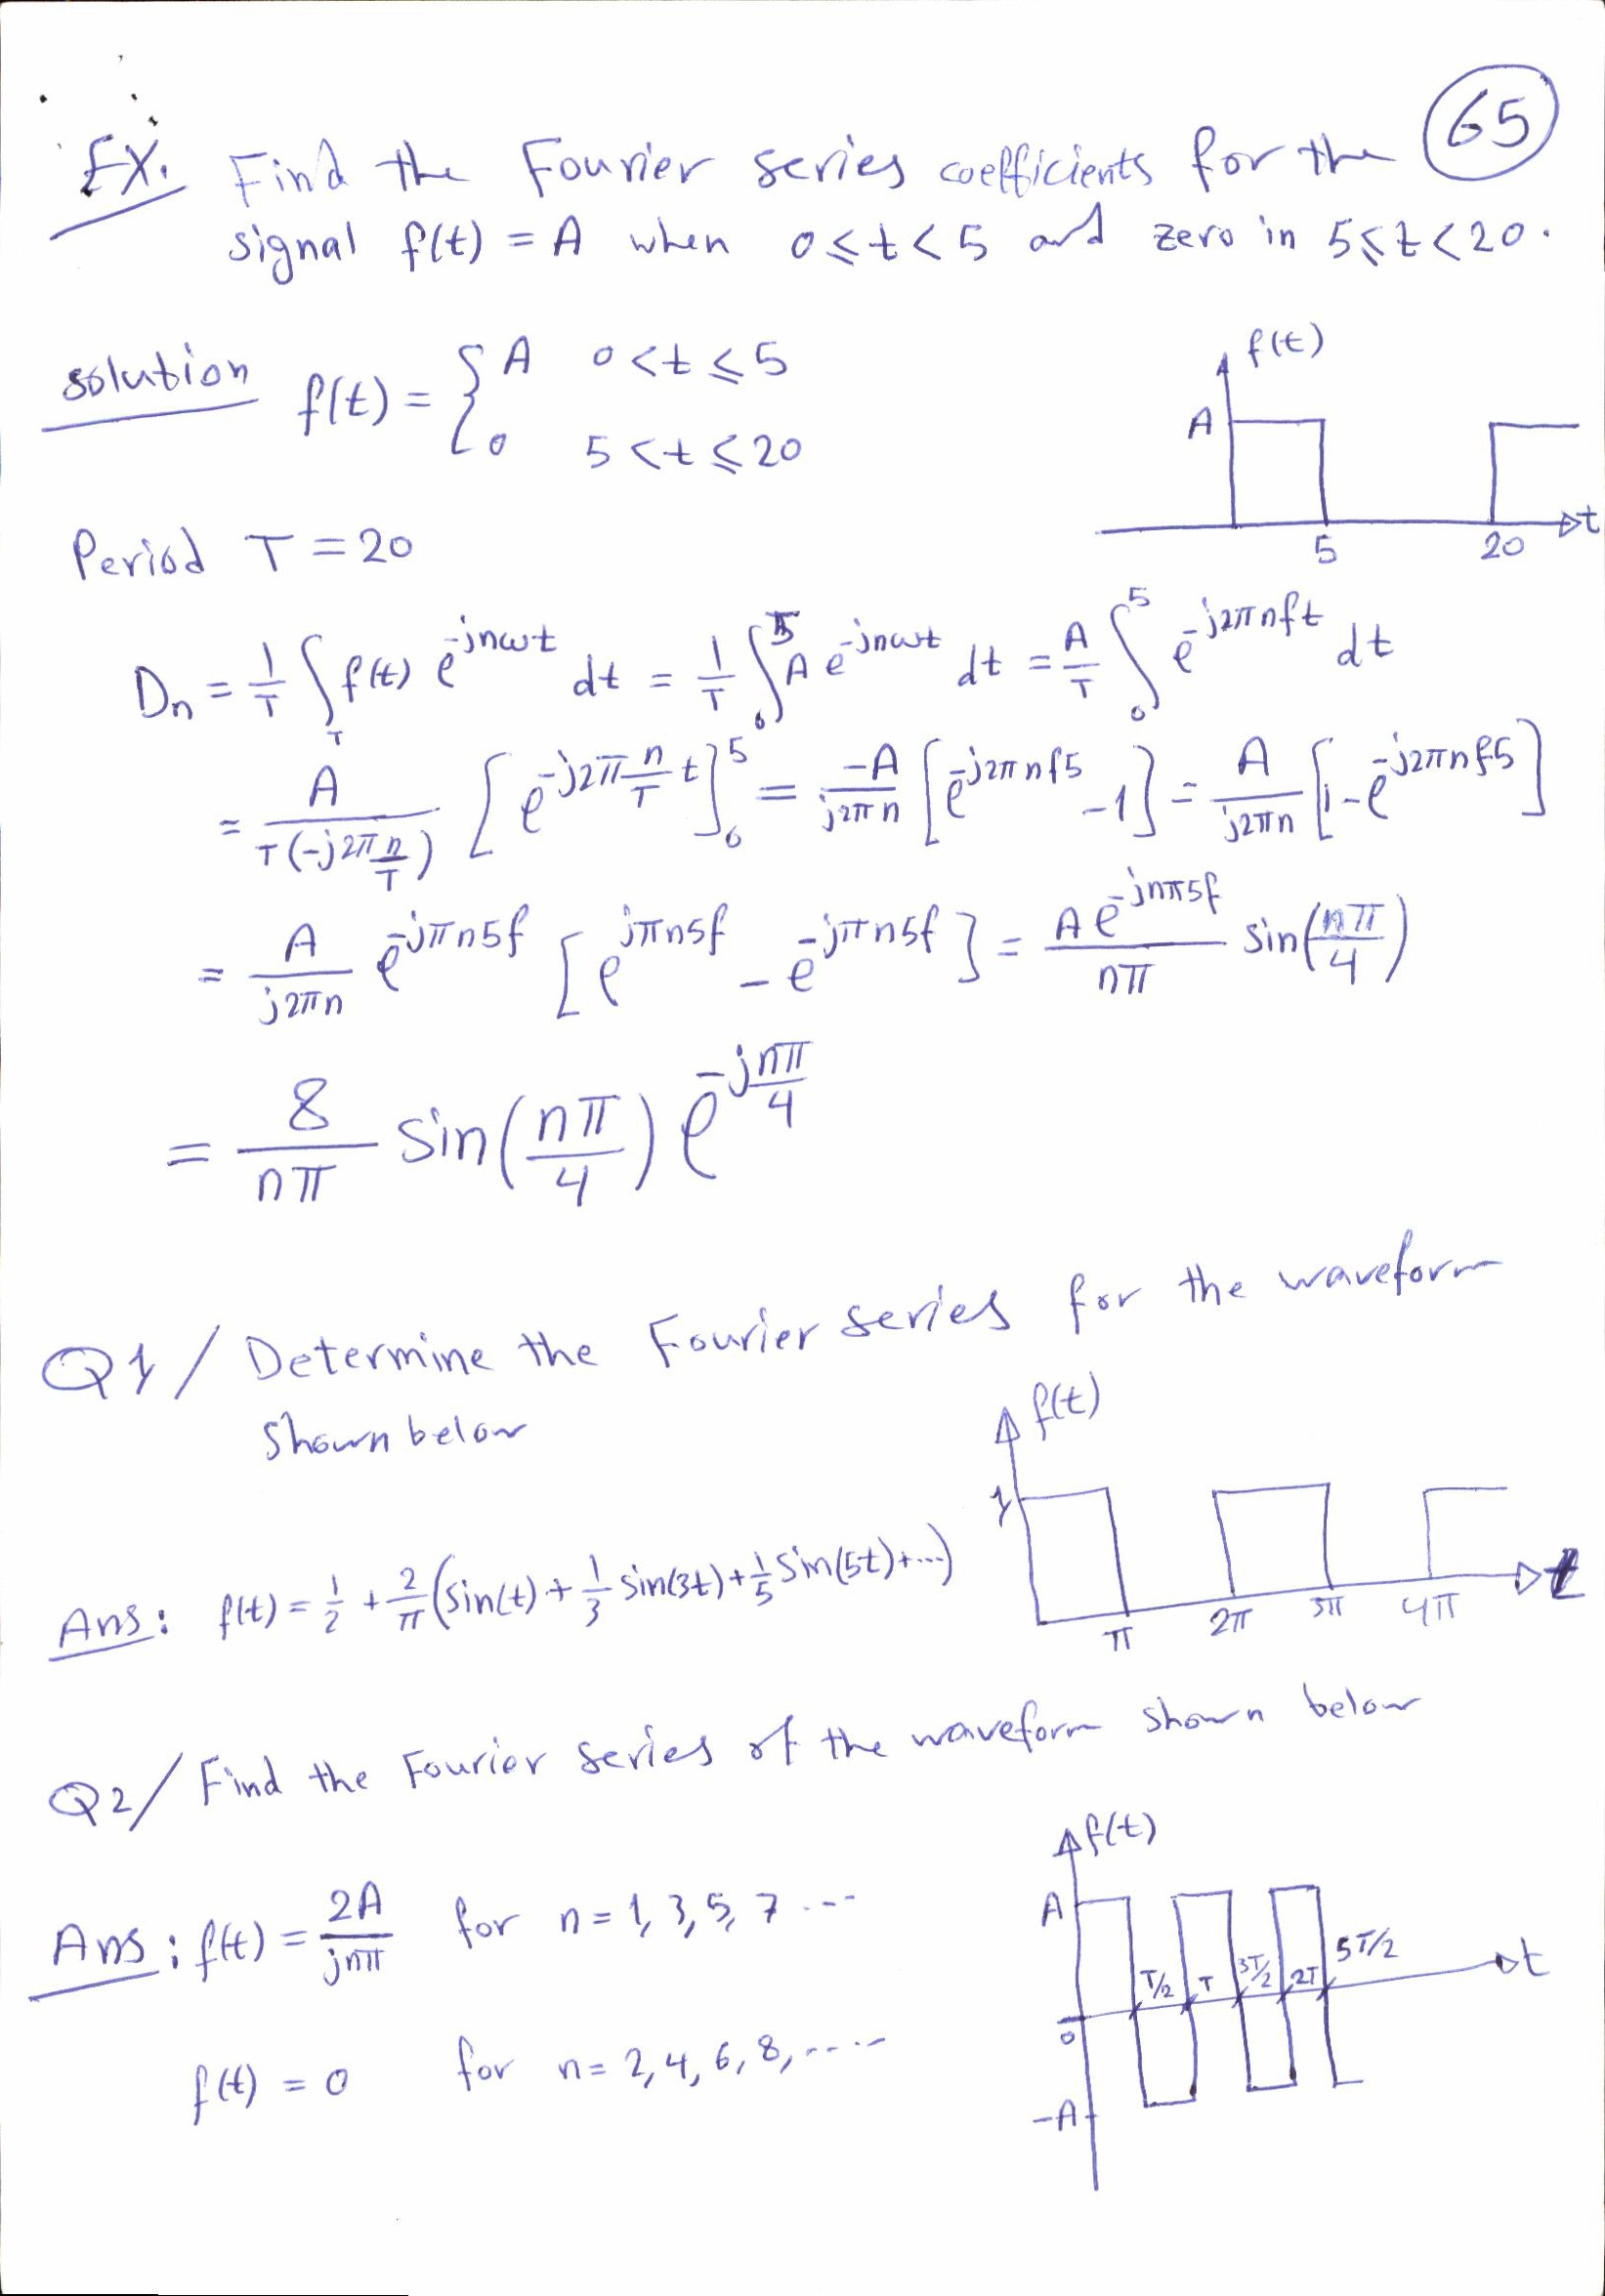 65
EX. Find the Fourier series coefficients for the
signal f(t) = A when 0 ≤ t < 5 and zero in 5 ≤ t < 20.
solution f(t) = { A 0 < t ≤ 5
0 5 < t ≤ 20
f(t)
A
5 20 t
Period T = 20
Dn = 1/T ∫_T f(t) e^{-jnωt} dt = 1/T ∫_0^5 A e^{-jnωt} dt = A/T ∫_0^5 e^{-j2πnft} dt
= A/(T(-j2π n/T)) [e^{-j2π n/T t}]_0^5 = -A/(j2πn) [e^{-j2πnf5} - 1] = A/(j2πn) [1 - e^{-j2πnf5}]
= A/(j2πn) e^{-jπn5f} [e^{jπn5f} - e^{-jπn5f}] = A e^{-jnπ5f}/(nπ) sin(nπ/4)
= 8/(nπ) sin(nπ/4) e^{-jnπ/4}
Q1/ Determine the Fourier series for the waveform
shown below
f(t)
1
π 2π 3π 4π t
Ans: f(t) = 1/2 + 2/π (sin(t) + 1/3 sin(3t) + 1/5 sin(5t) + ...)
Q2/ Find the Fourier series of the waveform shown below
f(t)
A
T/2 T 3T/2 2T 5T/2 t
0
-A
Ans: f(t) = 2A/(jnπ) for n = 1, 3, 5, 7 ...
f(t) = 0 for n = 2, 4, 6, 8, .....